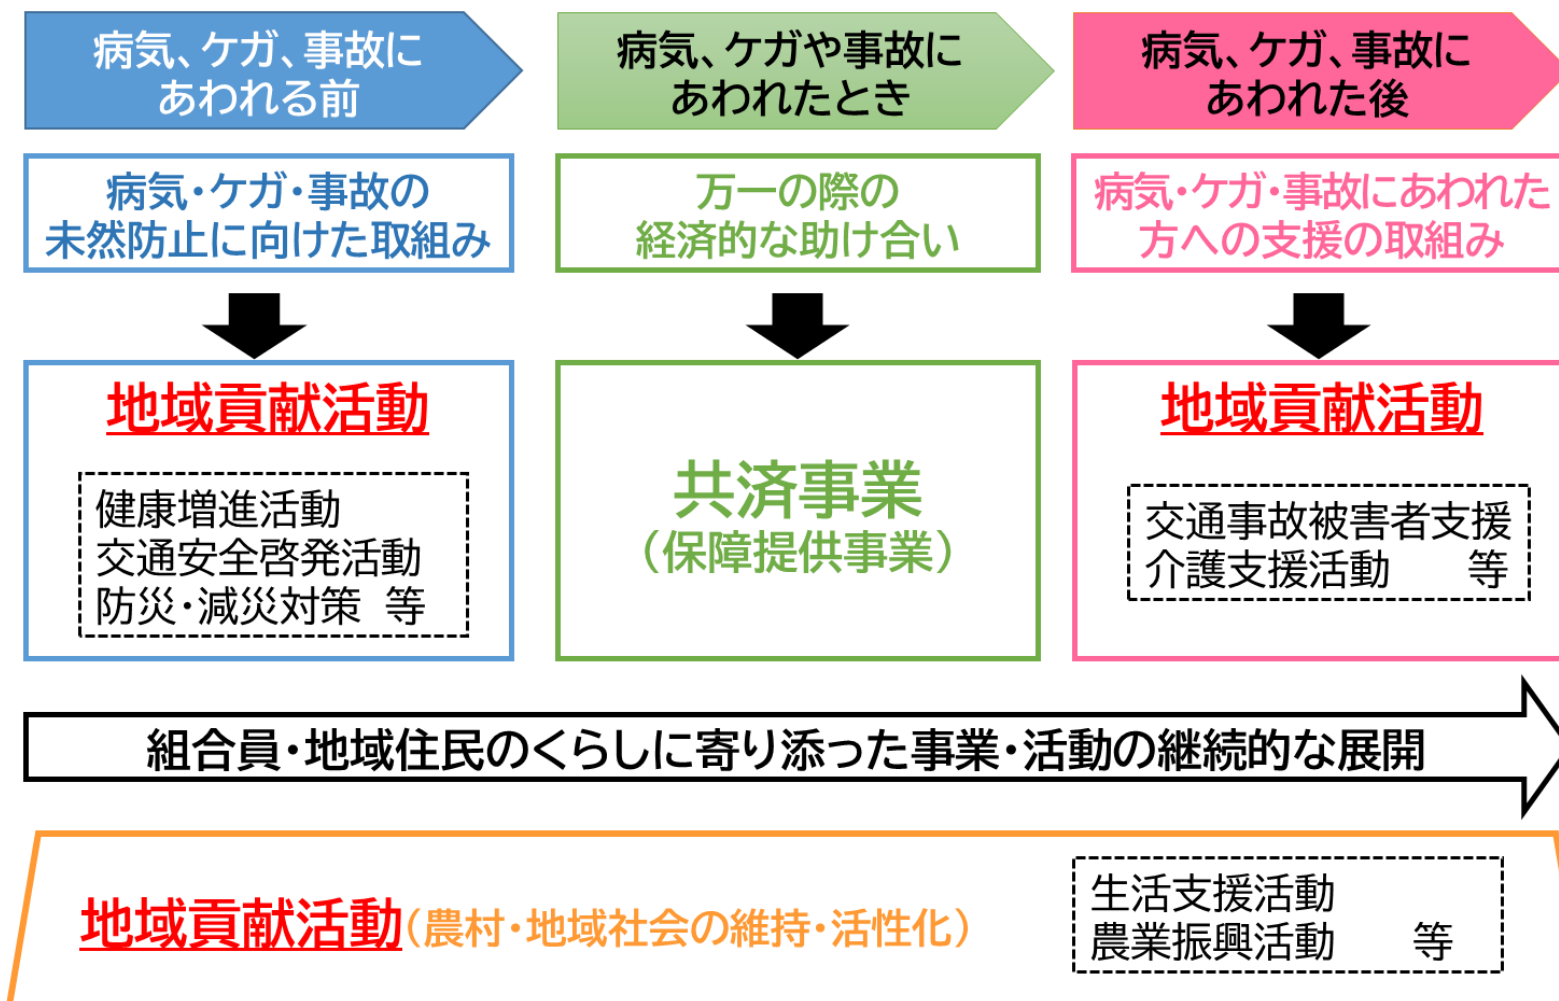 病気、ケガ、事故に
あわれる前
病気、ケガや事故に
あわれたとき
病気、ケガ、事故に
あわれた後
病気・ケガ・事故の
未然防止に向けた取組み
万一の際の
経済的な助け合い
病気・ケガ・事故にあわれた
方への支援の取組み
地域貢献活動
健康増進活動
交通安全啓発活動
防災・減災対策 等
共済事業
（保障提供事業）
地域貢献活動
交通事故被害者支援
介護支援活動　等
組合員・地域住民のくらしに寄り添った事業・活動の継続的な展開
地域貢献活動（農村・地域社会の維持・活性化）
生活支援活動
農業振興活動　等